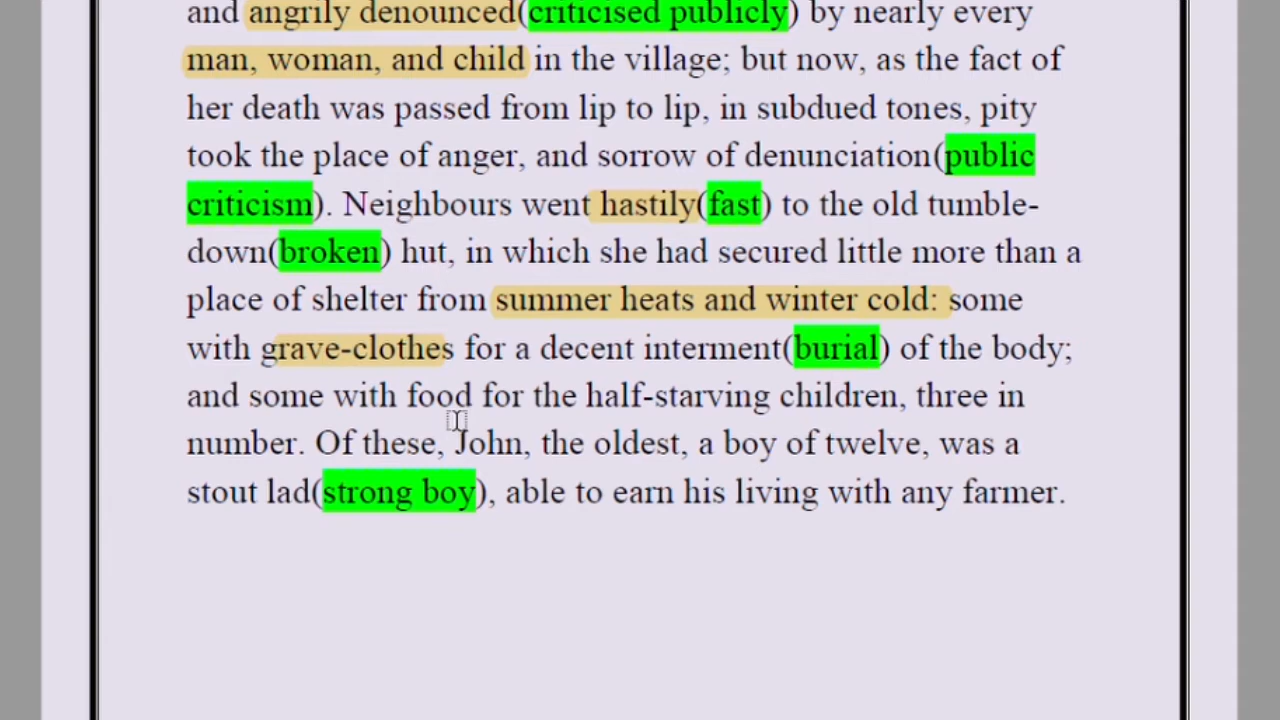 and angrily denounced(criticised publicly) by nearly every
man, woman, and child in the village; but now, as the fact of
her death was passed from lip to lip, in subdued tones, pity
took the place of anger, and sorrow of denunciation(public
criticism). Neighbours went hastily(fast) to the old tumble-
down(broken) hut, in which she had secured little more than a
place of shelter from summer heats and winter cold: some
with grave-clothes for a decent interment(burial) of the body;
and some with food for the half-starving children, three in
number. Of these, John, the oldest, a boy of twelve, was a
stout lad(strong boy), able to earn his living with any farmer.